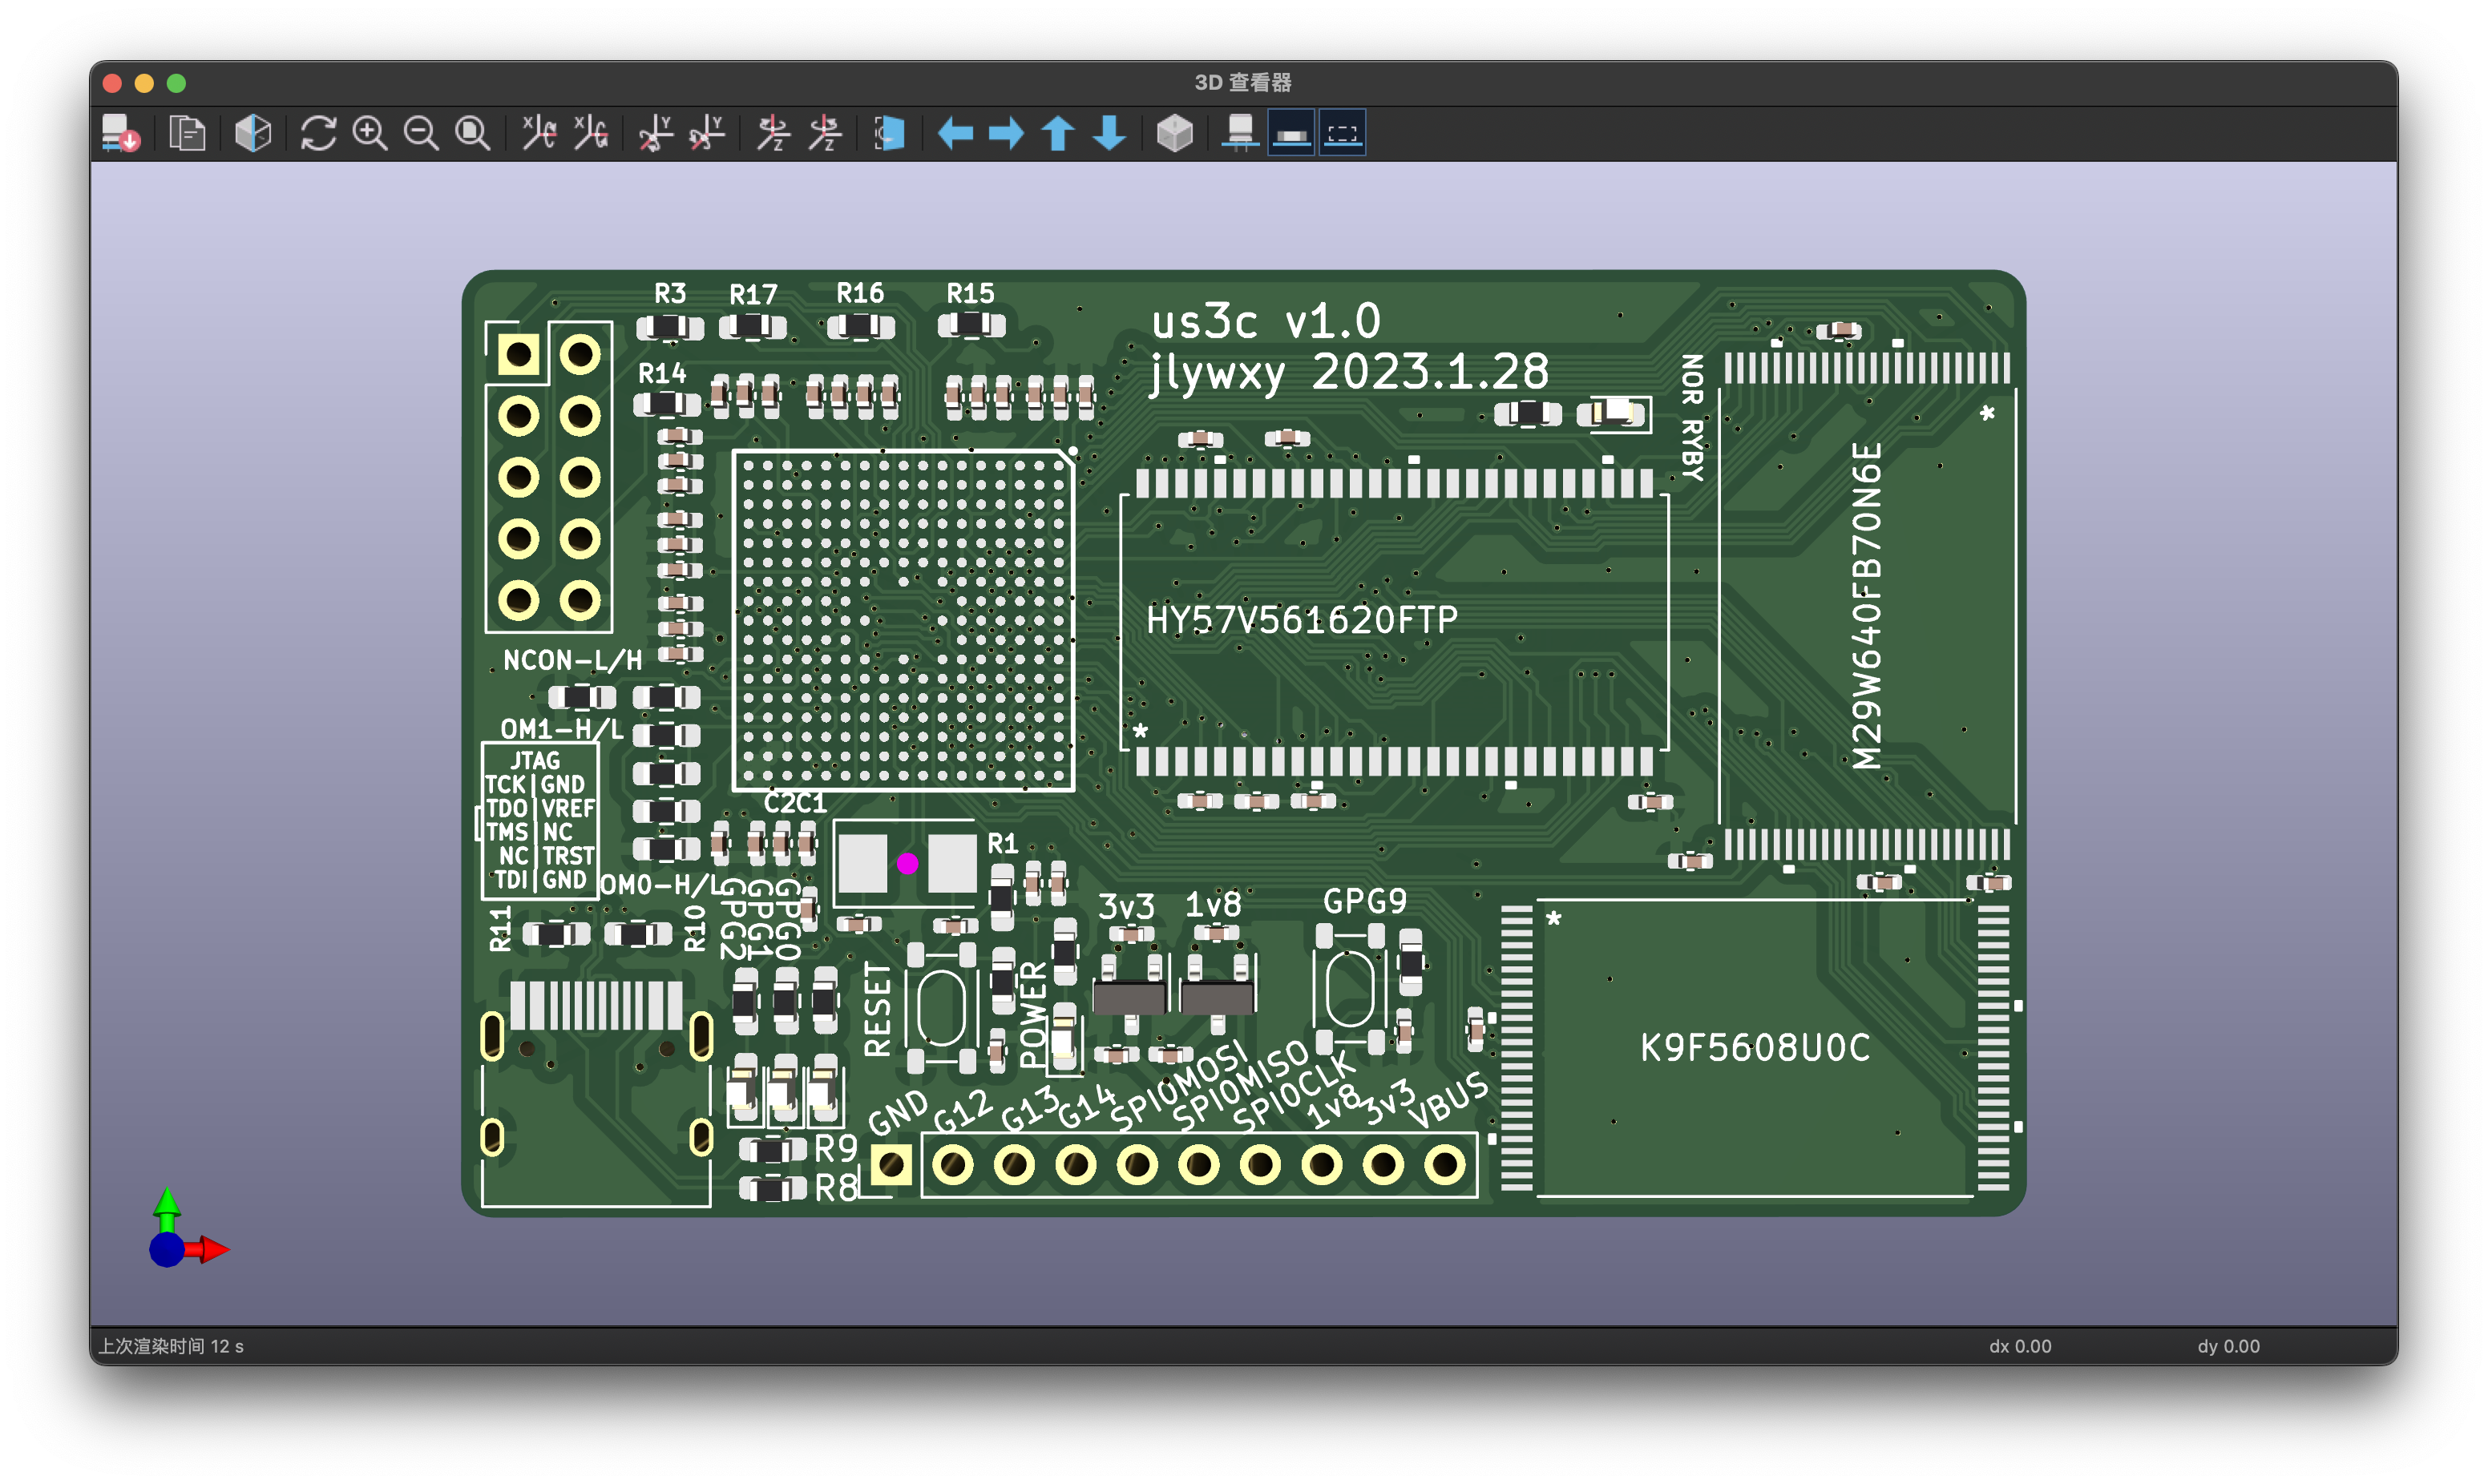 3D 查看器
R3
R17
R16
R15
us3c v1.0
jlywxy 2023.1.28
R14
NOR RYBY
*
M29W640FB70N6E
HY57V561620FTP
*
NCON-L/H
OM1-H/L
JTAG
TCK|GND
TDO|VREF
TMS|NC
NC|TRST
TDI|GND
C2C1
R1
OM0-H/L
GPG2
GPG1
GPG0
3v3
1v8
GPG9
*
R11
R10
RESET
POWER
K9F5608U0C
GND
G12
G13
G14
SPI0MOSI
SPI0MISO
SPI0CLK
1v8
3v3
VBUS
R9
R8
上次渲染时间 12 s
dx 0.00
dy 0.00